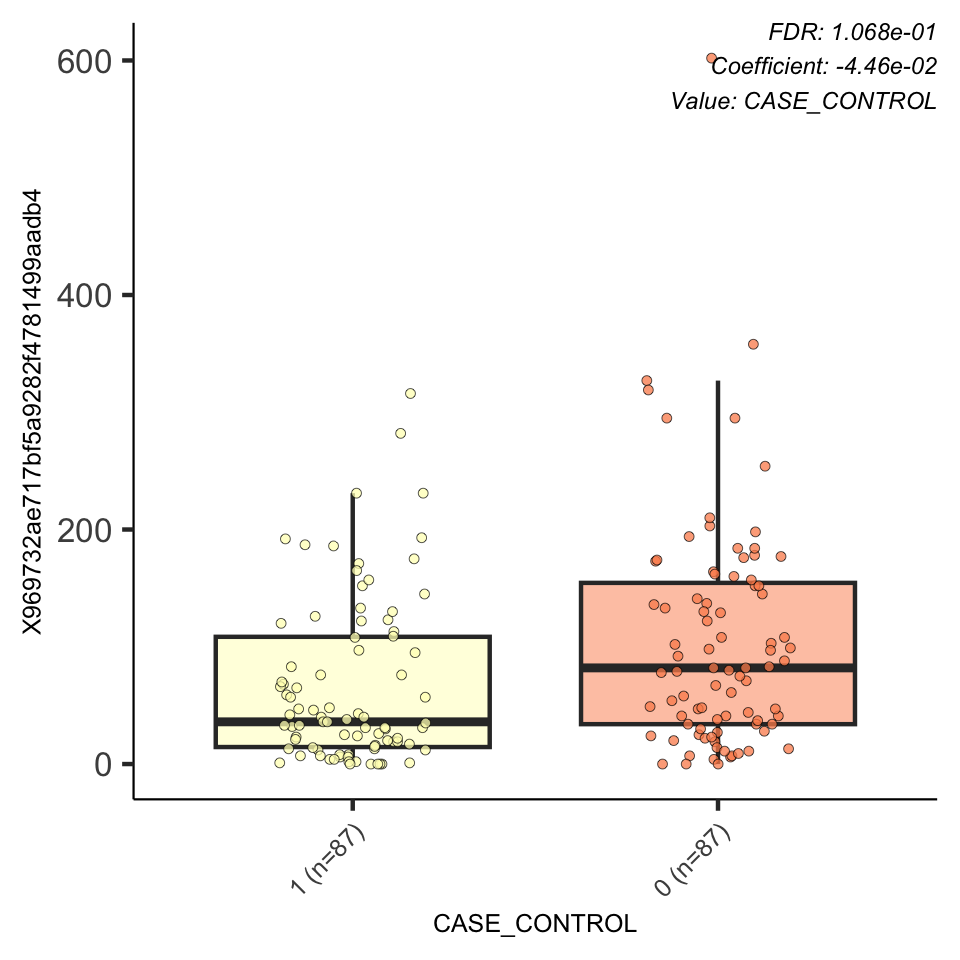 FDR: 1.068e-01
Coefficient: -4.46e-02
Value: CASE_CONTROL
600
400
200
0
X969732ae717bf5a9282f4781499aadb4
1 (n=87)
0 (n=87)
CASE_CONTROL